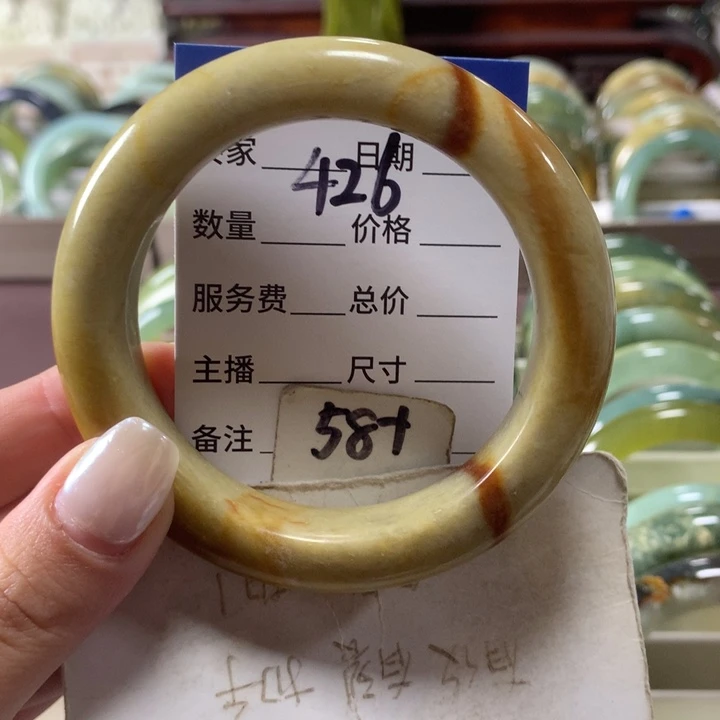 家 日期
426
数量 价格
服务费 总价
主播 尺寸
备注
58+